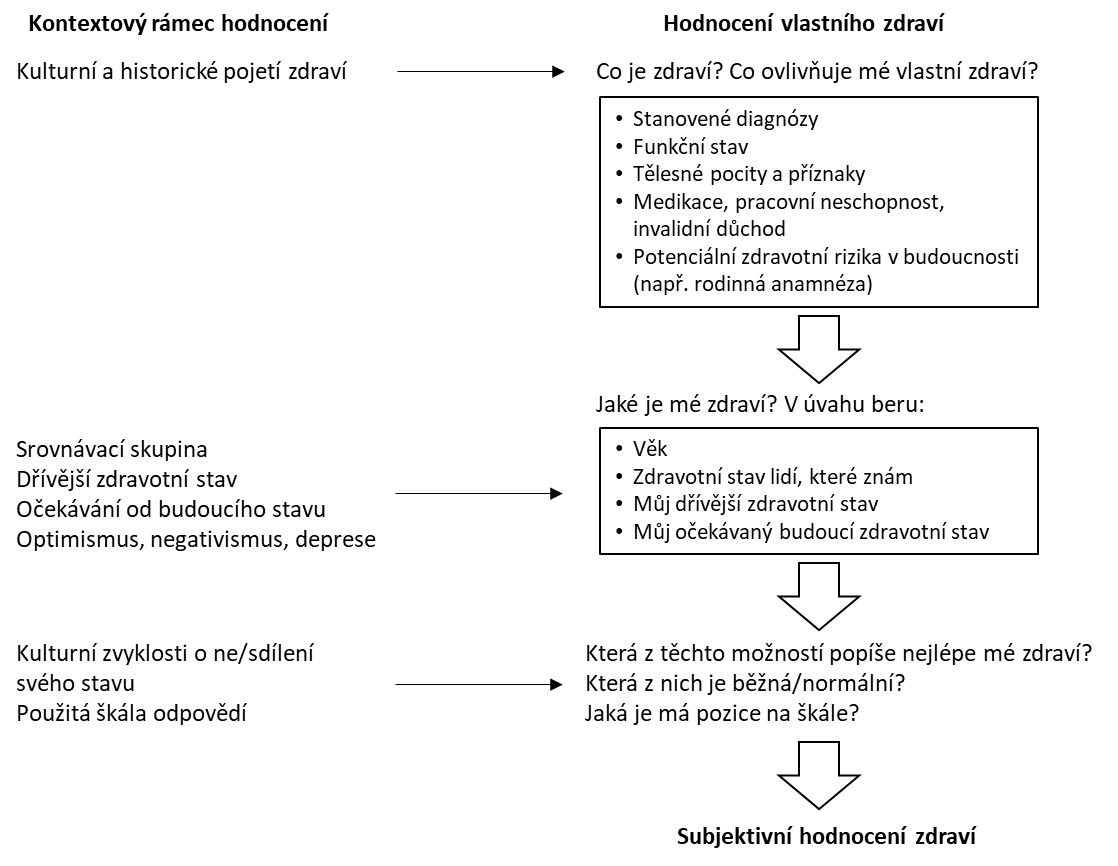 Kontextový rámec hodnocení
Hodnocení vlastního zdraví
Kulturní a historické pojetí zdraví
Co je zdraví? Co ovlivňuje mé vlastní zdraví?
• Stanovené diagnózy
• Funkční stav
• Tělesné pocity a příznaky
• Medikace, pracovní neschopnost,
invalidní důchod
• Potenciální zdravotní rizika v budoucnosti
(např. rodinná anamnéza)
Jaké je mé zdraví? V úvahu beru:
Srovnávací skupina
Dřívější zdravotní stav
Očekávání od budoucího stavu
Optimismus, negativismus, deprese
• Věk
• Zdravotní stav lidí, které znám
• Můj dřívější zdravotní stav
• Můj očekávaný budoucí zdravotní stav
Kulturní zvyklosti o ne/sdílení
svého stavu
Použitá škála odpovědí
Která z těchto možností popíše nejlépe mé zdraví?
Která z nich je běžná/normální?
Jaká je má pozice na škále?
Subjektivní hodnocení zdraví